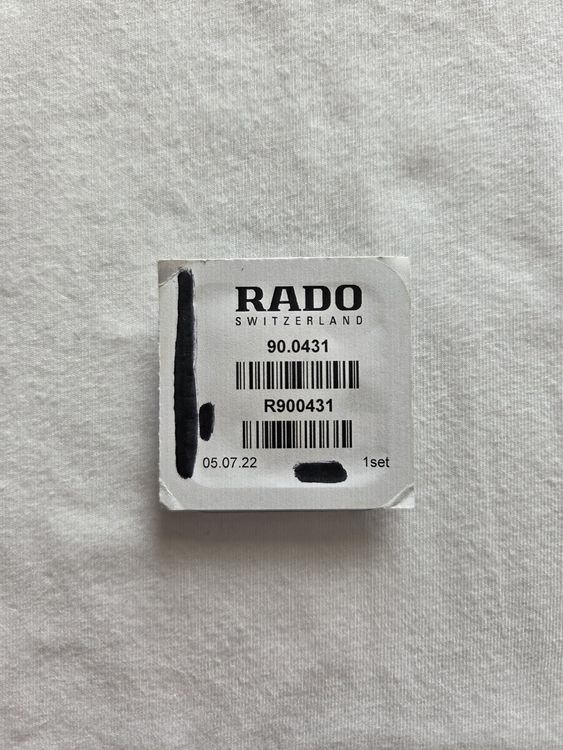 RADO
SWITZERLAND
90.0431
R900431
05.07.22 1set